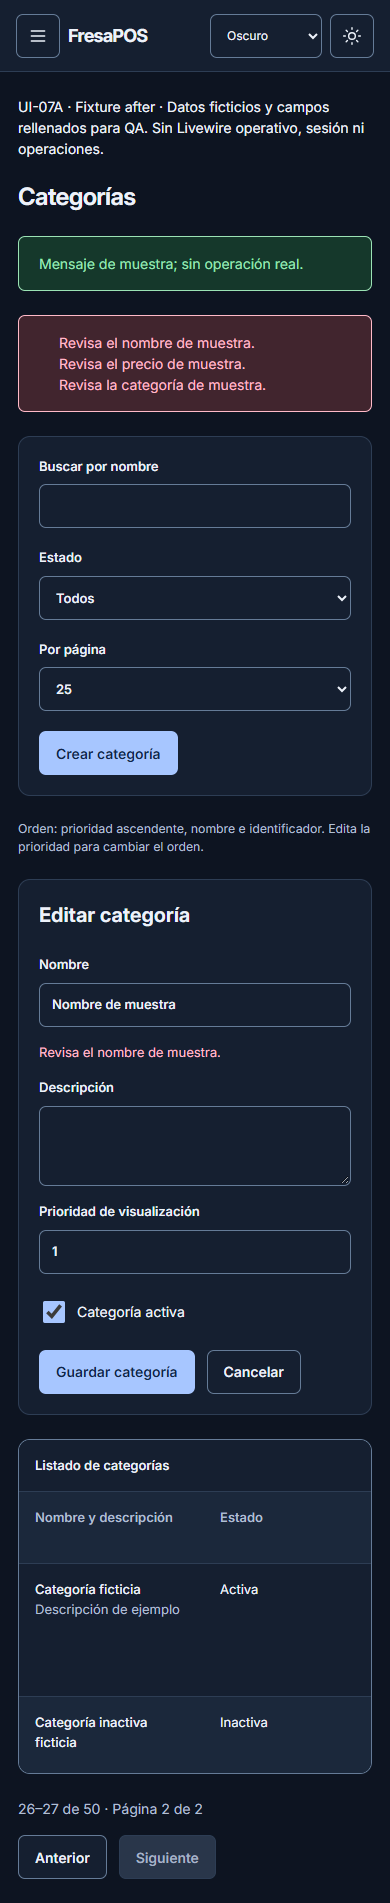 FresaPOS
Oscuro
UI-07A · Fixture after · Datos ficticios y campos
rellenados para QA. Sin Livewire operativo, sesión ni
operaciones.
Categorías
Mensaje de muestra; sin operación real.
Revisa el nombre de muestra.
Revisa el precio de muestra.
Revisa la categoría de muestra.
Buscar por nombre
Estado
Todos
Por página
25
Crear categoría
Orden: prioridad ascendente, nombre e identificador. Edita la
prioridad para cambiar el orden.
Editar categoría
Nombre
Nombre de muestra
Revisa el nombre de muestra.
Descripción
Prioridad de visualización
1
Categoría activa
Guardar categoría
Cancelar
Listado de categorías
Nombre y descripción
Estado
Categoría ficticia
Activa
Descripción de ejemplo
Categoría inactiva
ficticia
Inactiva
26–27 de 50 · Página 2 de 2
Anterior
Siguiente